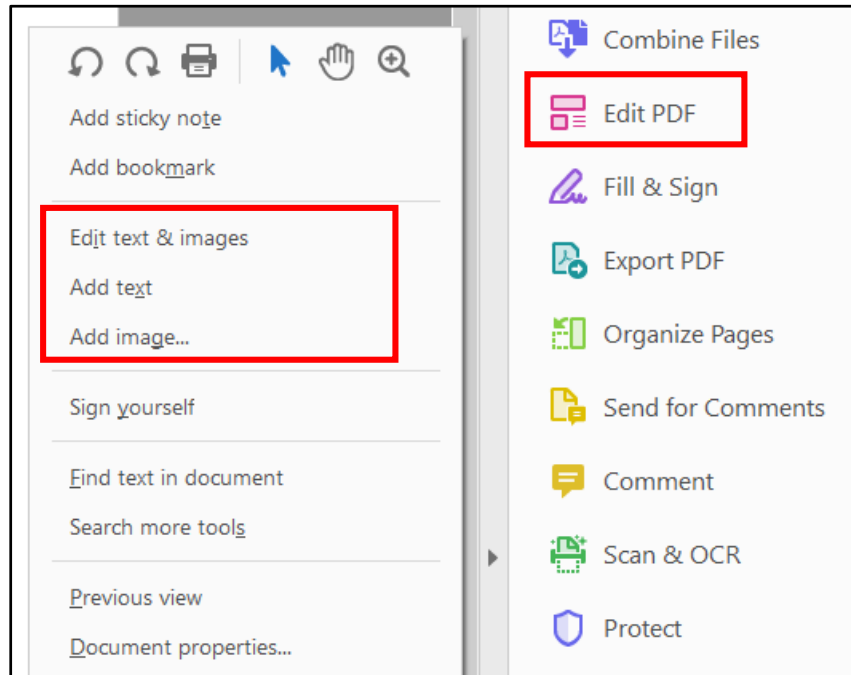 Add sticky note
Add bookmark
Edit text & images
Add text
Add image...
Sign yourself
Find text in document
Search more tools
Previous view
Document properties...
Combine Files
Edit PDF
Fill & Sign
Export PDF
Organize Pages
Send for Comments
Comment
Scan & OCR
Protect